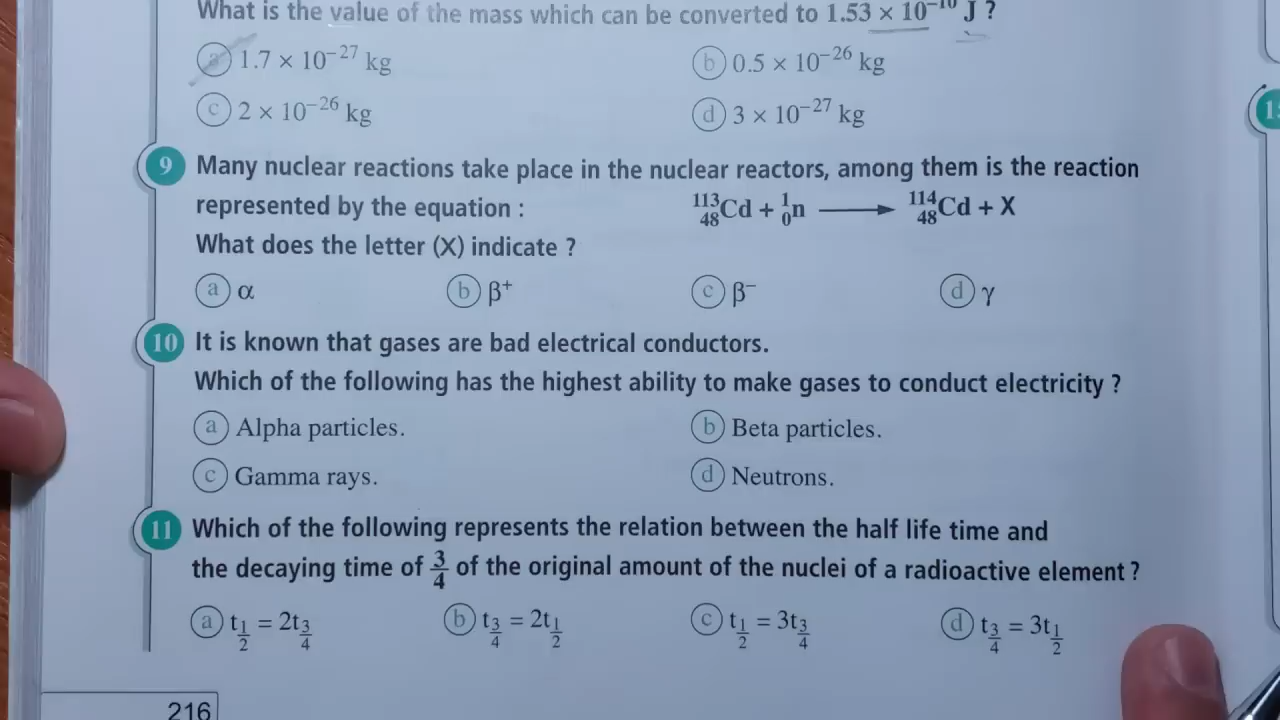 What is the value of the mass which can be converted to 1.53 × 10⁻¹⁰ J ?
a 1.7 × 10⁻²⁷ kg b 0.5 × 10⁻²⁶ kg
c 2 × 10⁻²⁶ kg d 3 × 10⁻²⁷ kg
9 Many nuclear reactions take place in the nuclear reactors, among them is the reaction
represented by the equation : ¹¹³₄₈Cd + ¹₀n ⟶ ¹¹⁴₄₈Cd + X
What does the letter (X) indicate ?
a α b β⁺ c β⁻ d γ
10 It is known that gases are bad electrical conductors.
Which of the following has the highest ability to make gases to conduct electricity ?
a Alpha particles. b Beta particles.
c Gamma rays. d Neutrons.
11 Which of the following represents the relation between the half life time and
the decaying time of 3/4 of the original amount of the nuclei of a radioactive element ?
a t1/2 = 2t3/4 b t3/4 = 2t1/2 c t1/2 = 3t3/4 d t3/4 = 3t1/2
216